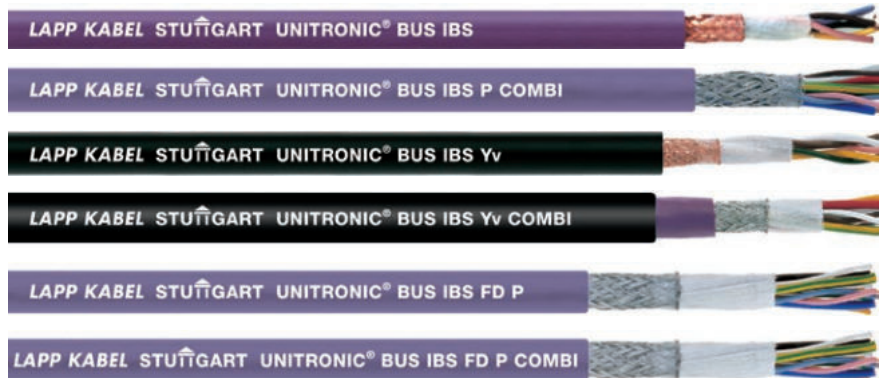 LAPP KABEL STUTTGART UNITRONIC® BUS IBS
LAPP KABEL STUTTGART UNITRONIC® BUS IBS P COMBI
LAPP KABEL STUTTGART UNITRONIC® BUS IBS Yv
LAPP KABEL STUTTGART UNITRONIC® BUS IBS Yv COMBI
LAPP KABEL STUTTGART UNITRONIC® BUS IBS FD P
LAPP KABEL STUTTGART UNITRONIC® BUS IBS FD P COMBI